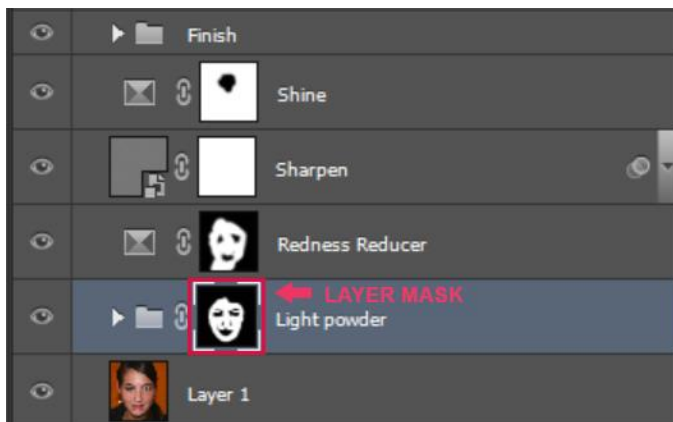 Finish
Shine
Sharpen
Redness Reducer
LAYER MASK
Light powder
Layer 1